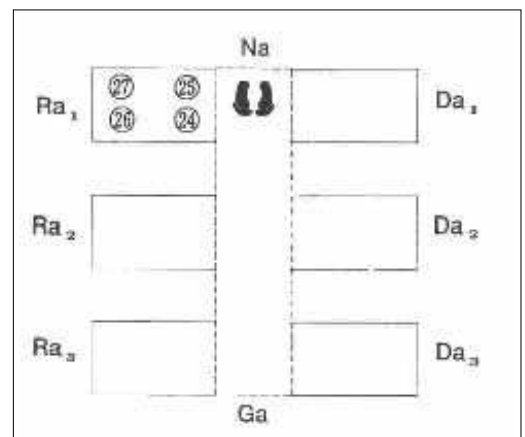 Na
㉗ ㉕
Ra₁ Da₁
㉖ ㉔
Ra₂ Da₂
Ra₃ Da₃
Ga